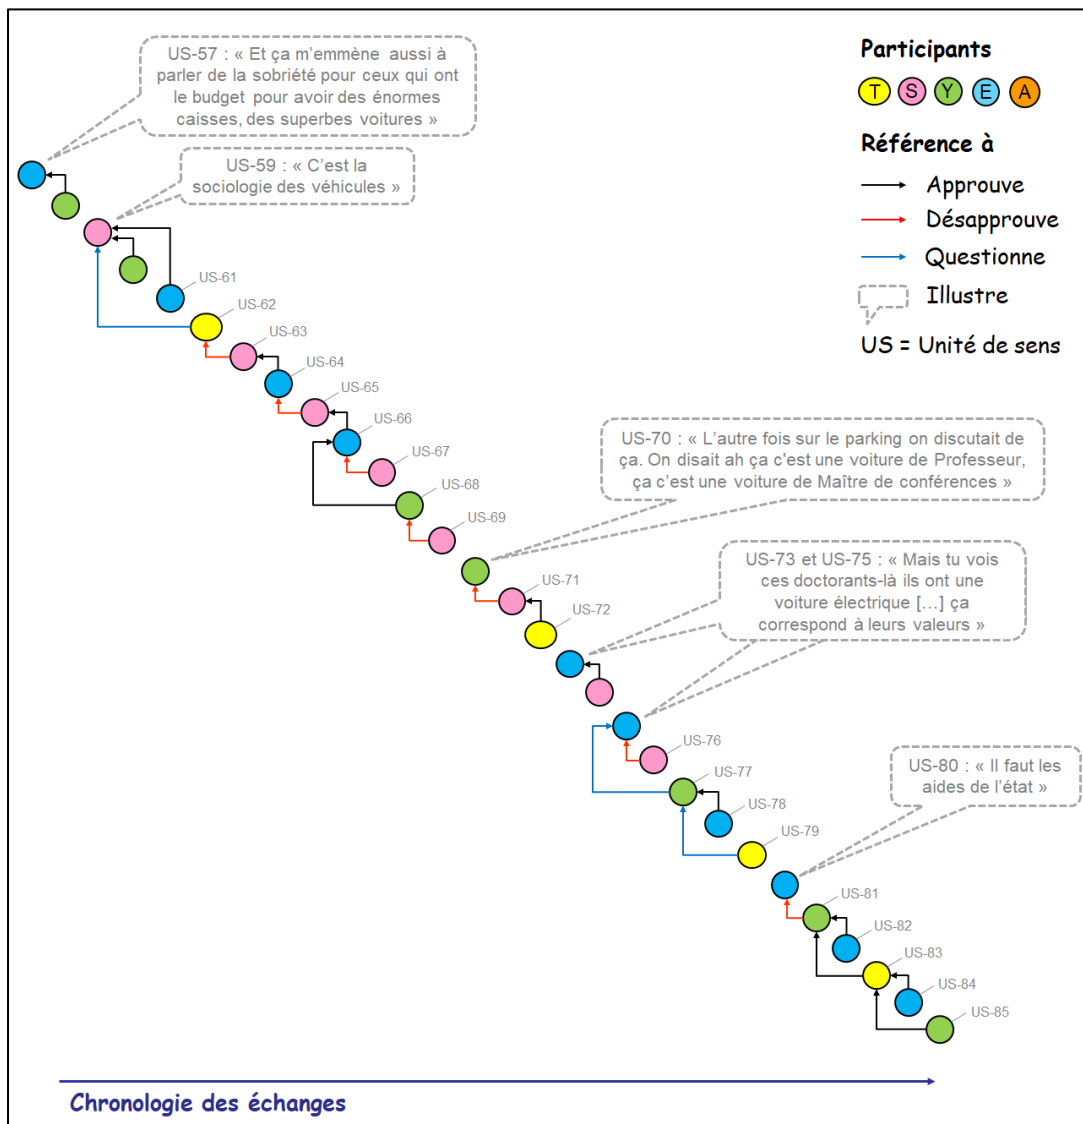 US-57 : « Et ça m’emmène aussi à
parler de la sobriété pour ceux qui ont
le budget pour avoir des énormes
caisses, des superbes voitures »
Participants
T S Y E A
US-59 : « C’est la
sociologie des véhicules »
Référence à
Approuve
Désapprouve
Questionne
Illustre
US = Unité de sens
US-61
US-62
US-63
US-64
US-65
US-66
US-67
US-68
US-69
US-70 : « L’autre fois sur le parking on discutait de
ça. On disait ah ça c’est une voiture de Professeur,
ça c’est une voiture de Maître de conférences »
US-71
US-72
US-73 et US-75 : « Mais tu vois
ces doctorants-là ils ont une
voiture électrique […] ça
correspond à leurs valeurs »
US-76
US-77
US-78
US-79
US-80 : « Il faut les
aides de l’état »
US-81
US-82
US-83
US-84
US-85
Chronologie des échanges